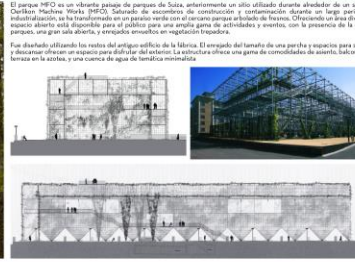 El parque MFO es un vibrante paisaje de parques de Suiza, anteriormente un sitio utilizado durante alrededor de un
Oerlikon Machine Works (MFO). Saturado de escombros de construcción y contaminación durante un largo
industrialización, se ha transformado en un paraíso verde con el cercano parque arbolado de fresnos. Ofreciendo un área
espacio abierto está disponible para el público para una amplia gama de actividades y eventos, con la presencia de
parques, una gran sala abierta, y enrejados envueltos en vegetación trepadora.
Fue diseñado utilizando los restos del antiguo edificio de la fábrica. El enrejado del tamaño de una percha y espacios para
y descansar ofrecen un espacio para disfrutar del exterior. La estructura ofrece una gama de comodidades de asiento,
terraza en la azotea, y una cuenca de agua de temática minimalista